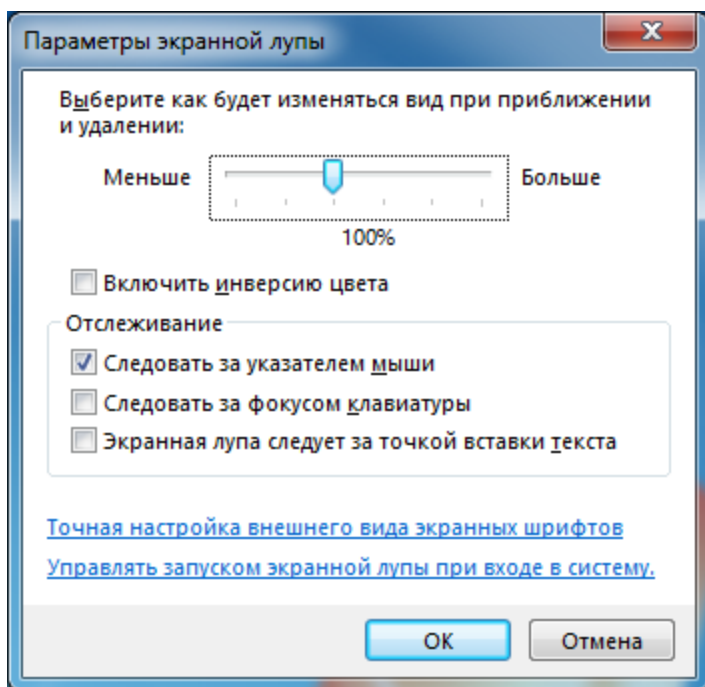 Параметры экранной лупы
Выберите как будет изменяться вид при приближении
и удалении:
Меньше
Больше
100%
Включить инверсию цвета
Отслеживание
Следовать за указателем мыши
Следовать за фокусом клавиатуры
Экранная лупа следует за точкой вставки текста
Точная настройка внешнего вида экранных шрифтов
Управлять запуском экранной лупы при входе в систему.
ОК
Отмена